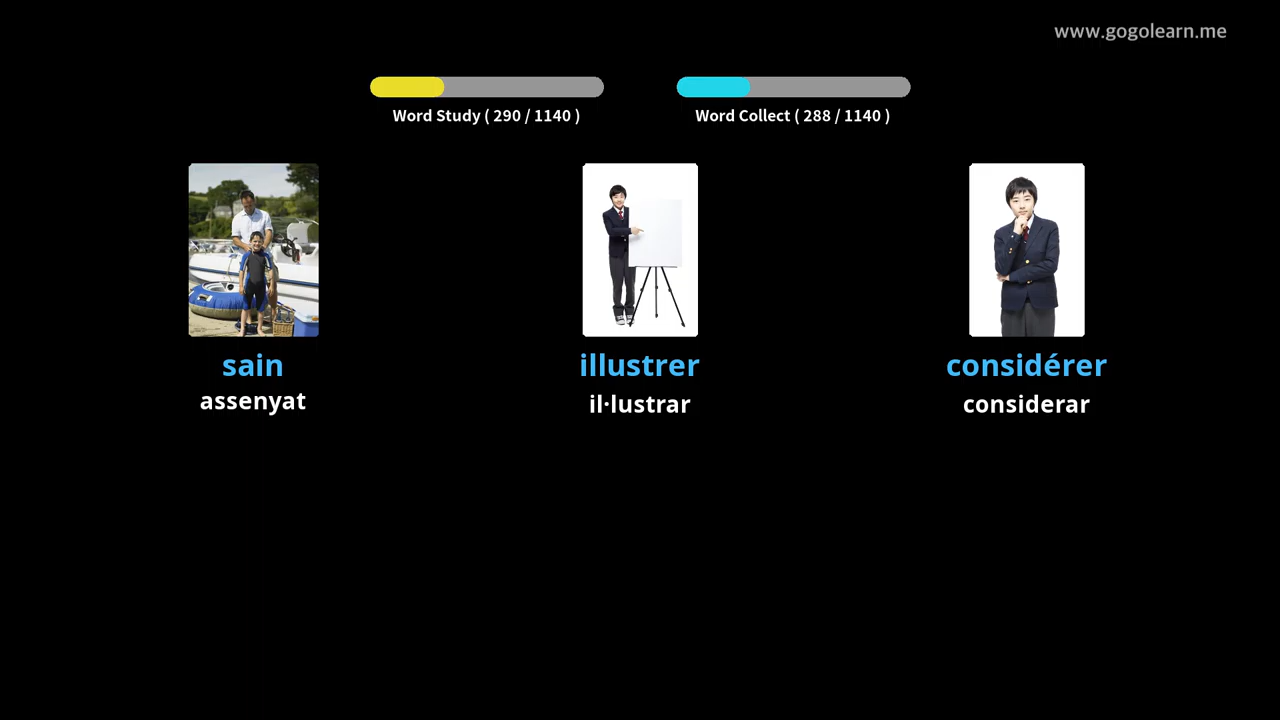 www.gogolearn.me
Word Study ( 290 / 1140 )
Word Collect ( 288 / 1140 )
sain
assenyat
illustrer
il·lustrar
considérer
considerar